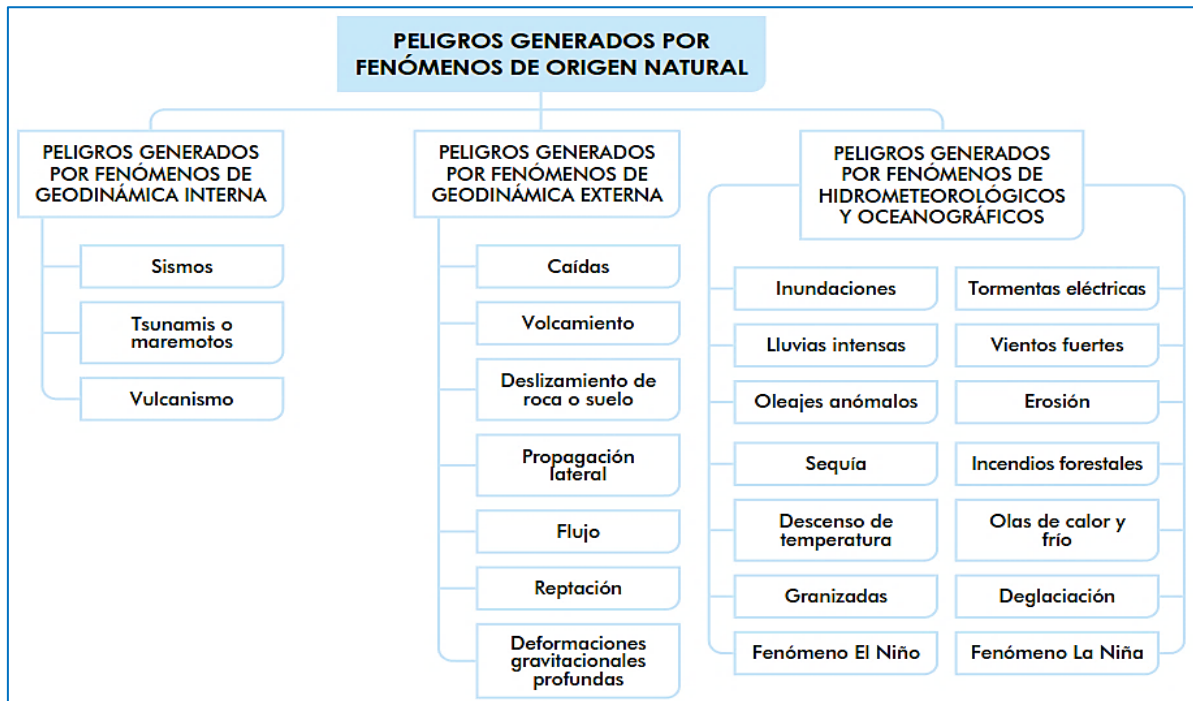 PELIGROS GENERADOS POR
FENÓMENOS DE ORIGEN NATURAL
PELIGROS GENERADOS
POR FENÓMENOS DE
GEODINÁMICA INTERNA
Sismos
Tsunamis o
maremotos
Vulcanismo
PELIGROS GENERADOS
POR FENÓMENOS DE
GEODINÁMICA EXTERNA
Caídas
Volcamiento
Deslizamiento de
roca o suelo
Propagación
lateral
Flujo
Reptación
Deformaciones
gravitacionales
profundas
PELIGROS GENERADOS
POR FENÓMENOS DE
HIDROMETEOROLÓGICOS
Y OCEANOGRÁFICOS
Inundaciones
Lluvias intensas
Oleajes anómalos
Sequía
Descenso de
temperatura
Granizadas
Fenómeno El Niño
Tormentas eléctricas
Vientos fuertes
Erosión
Incendios forestales
Olas de calor y
frío
Deglaciación
Fenómeno La Niña